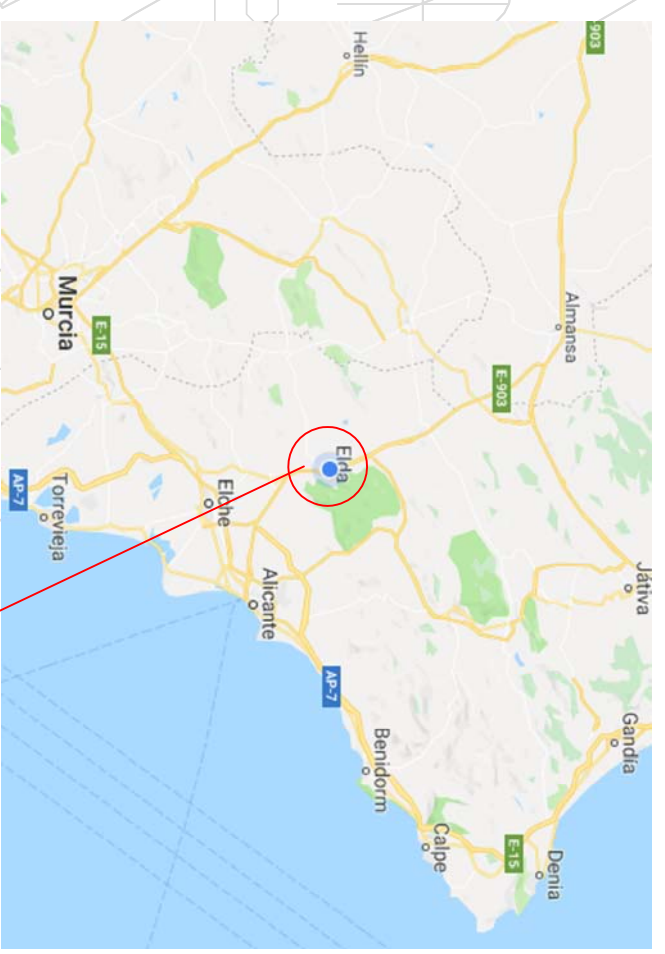 Játiva
Gandía
903
Almansa
Denia
E-15
E-903
Calpe
Benidorm
Hellín
Elda
AP-7
Alicante
Elche
E-15
Murcia
Torrevieja
AP-7